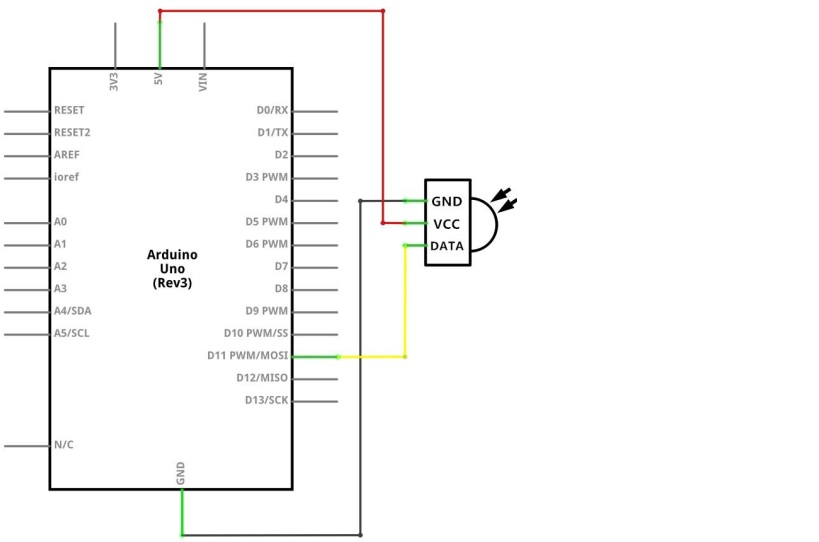 3V3
5V
VIN
RESET
RESET2
AREF
ioref
A0
A1
A2
A3
A4/SDA
A5/SCL
N/C
Arduino
Uno
(Rev3)
D0/RX
D1/TX
D2
D3 PWM
D4
D5 PWM
D6 PWM
D7
D8
D9 PWM
D10 PWM/SS
D11 PWM/MOSI
D12/MISO
D13/SCK
GND
GND
VCC
DATA